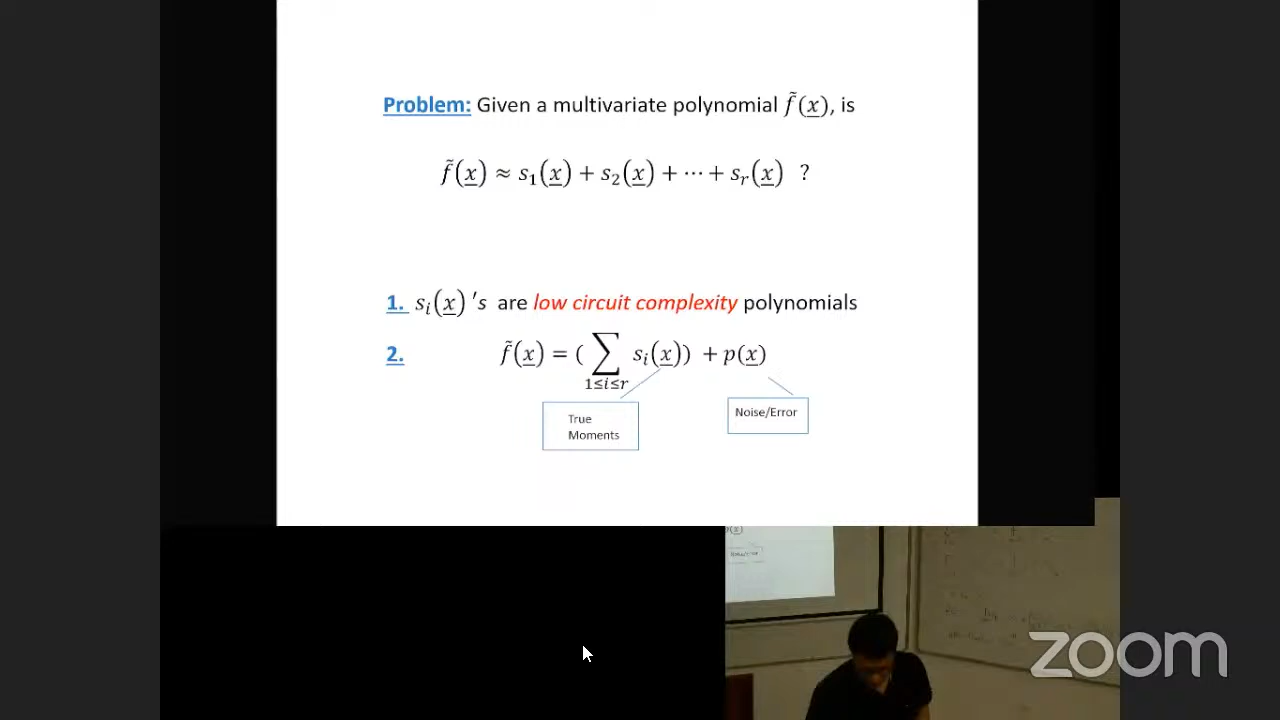 Problem: Given a multivariate polynomial f̃(x), is
f̃(x) ≈ s₁(x) + s₂(x) + ⋯ + sᵣ(x) ?
1. sᵢ(x) 's are low circuit complexity polynomials
2. f̃(x) = ( ∑ sᵢ(x)) + p(x)
1≤i≤r
True
Moments
Noise/Error
zoom